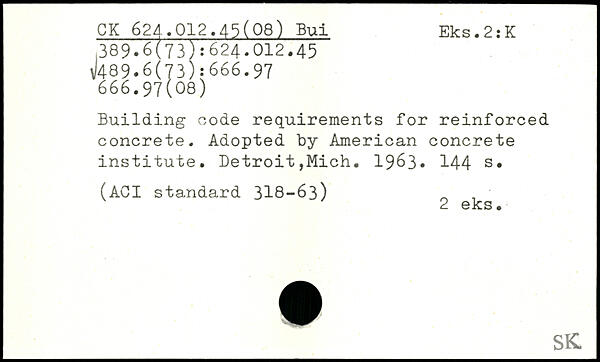 CK 624.012.45(08) Bui
Eks.2:K
389.6(73):624.012.45
√489.6(73):666.97
666.97(08)
Building code requirements for reinforced
concrete. Adopted by American concrete
institute. Detroit,Mich. 1963. 144 s.
(ACI standard 318-63)
2 eks.
SK